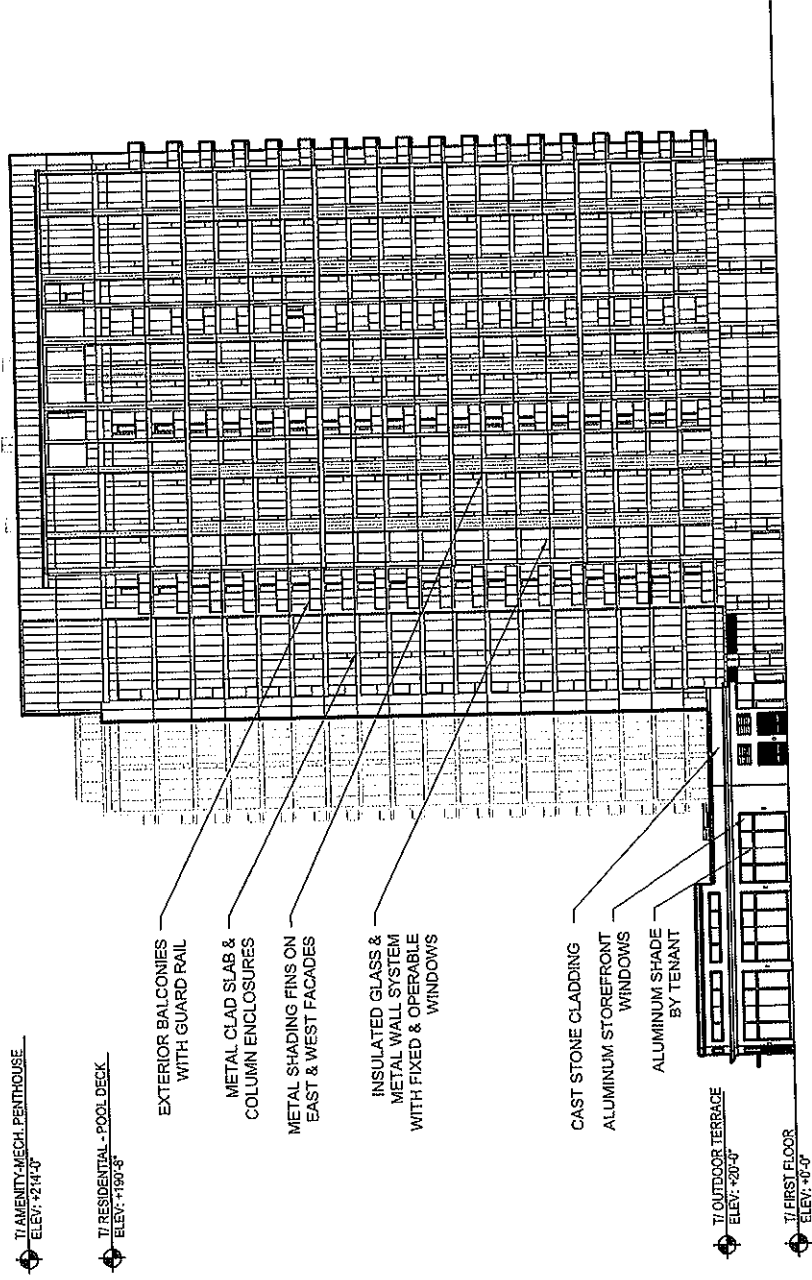 T/ AMENITY-MECH. PENTHOUSE
ELEV: +214'-0"
T/ RESIDENTIAL - POOL DECK
ELEV: +190'-8"
EXTERIOR BALCONIES
WITH GUARD RAIL
METAL CLAD SLAB &
COLUMN ENCLOSURES
METAL SHADING FINS ON
EAST & WEST FACADES
INSULATED GLASS &
METAL WALL SYSTEM
WITH FIXED & OPERABLE
WINDOWS
CAST STONE CLADDING
ALUMINUM STOREFRONT
WINDOWS
ALUMINUM SHADE
BY TENANT
T/ OUTDOOR TERRACE
ELEV: +20'-0"
T/ FIRST FLOOR
ELEV: +0'-0"